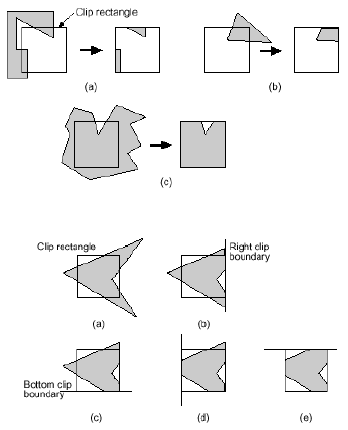 Clip rectangle
(a)
(b)
(c)
Clip rectangle
Right clip
boundary
(a)
(b)
Bottom clip
boundary
(c)
(d)
(e)